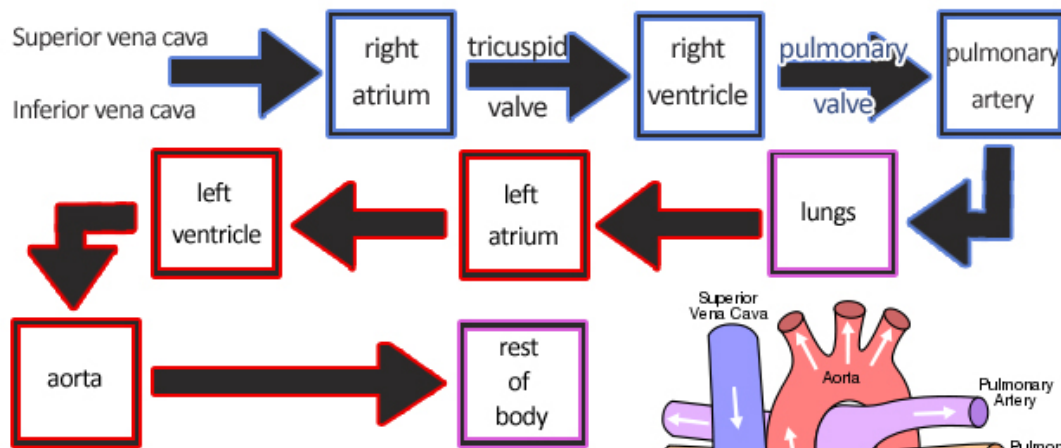 Superior vena cava
Inferior vena cava
right
atrium
tricuspid
valve
right
ventricle
pulmonary
valve
pulmonary
artery
left
ventricle
left
atrium
lungs
aorta
rest
of
body
Superior
Vena Cava
Aorta
Pulmonary
Artery